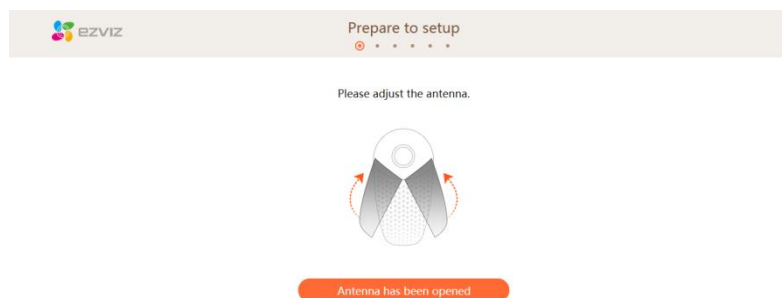 ezviz
Prepare to setup
Please adjust the antenna.
Antenna has been opened